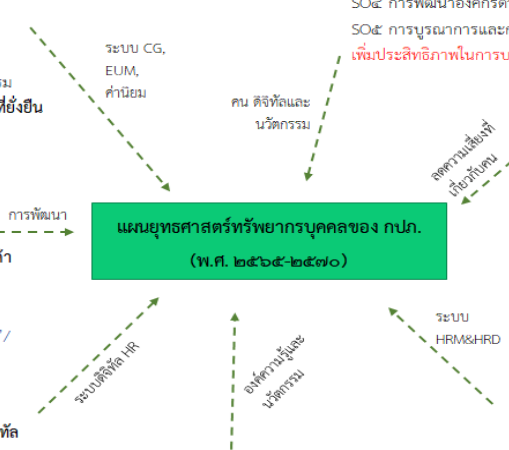 SO๔ การพัฒนาองค์กรด้
SO๕ การบูรณาการและก
เพิ่มประสิทธิภาพในการบ
ระบบ CG,
EUM,
ค่านิยม
รม
ที่ยั่งยืน
คน ดิจิทัลและ
นวัตกรรม
ลดความเสี่ยงที่
เกี่ยวกับคน
การพัฒนา
แผนยุทธศาสตร์ทรัพยากรบุคคลของ กปภ.
(พ.ศ. ๒๕๖๕-๒๕๗๐)
ค้า
/
ระบบดิจิทัล HR
องค์ความรู้และ
นวัตกรรม
ระบบ
HRM&HRD
ทัล